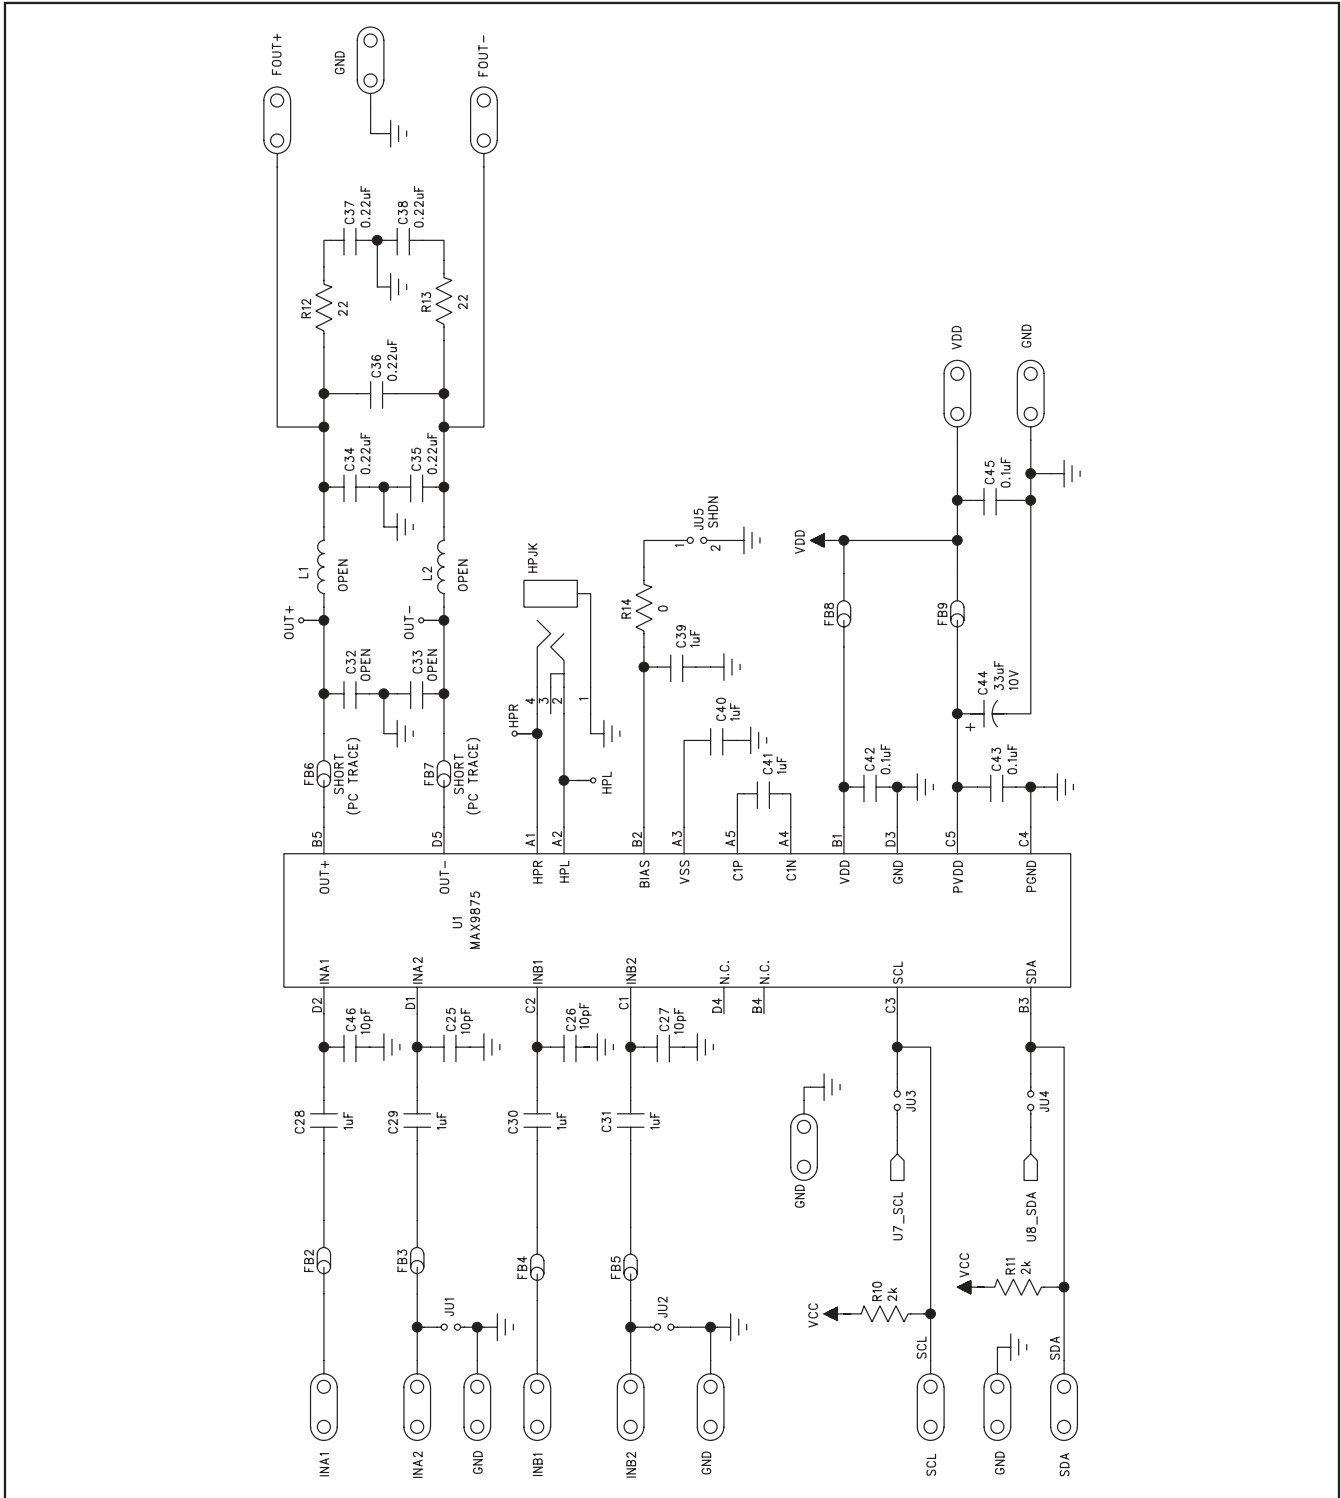 FOUT+
GND
FOUT-
C37
0.22uF
C38
0.22uF
R12
22
R13
22
C36
0.22uF
C34
0.22uF
C35
0.22uF
L1
OPEN
L2
OPEN
OUT+
OUT-
C32
OPEN
C33
OPEN
FB6
SHORT
(PC TRACE)
FB7
SHORT
(PC TRACE)
HPJK
4
3
2
1
HPR
HPL
JU5
SHDN
1
2
R14
0
C39
1uF
C40
1uF
C41
1uF
VDD
GND
VDD
C45
0.1uF
FB8
FB9
C44
33uF
10V
+
C42
0.1uF
C43
0.1uF
B5
D5
A1
A2
B2
A3
A5
A4
B1
D3
C5
C4
OUT+
OUT-
HPR
HPL
BIAS
VSS
C1P
C1N
VDD
GND
PVDD
PGND
U1
MAX9875
INA1
INA2
INB1
INB2
N.C.
N.C.
SCL
SDA
D2
D1
C2
C1
D4
B4
C3
B3
C46
10pF
C25
10pF
C26
10pF
C27
10pF
C28
1uF
C29
1uF
C30
1uF
C31
1uF
GND
JU3
JU4
U7_SCL
U8_SDA
FB2
FB3
FB4
FB5
JU1
JU2
VCC
R10
2k
VCC
R11
2k
SCL
SDA
INA1
INA2
GND
INB1
INB2
GND
SCL
GND
SDA